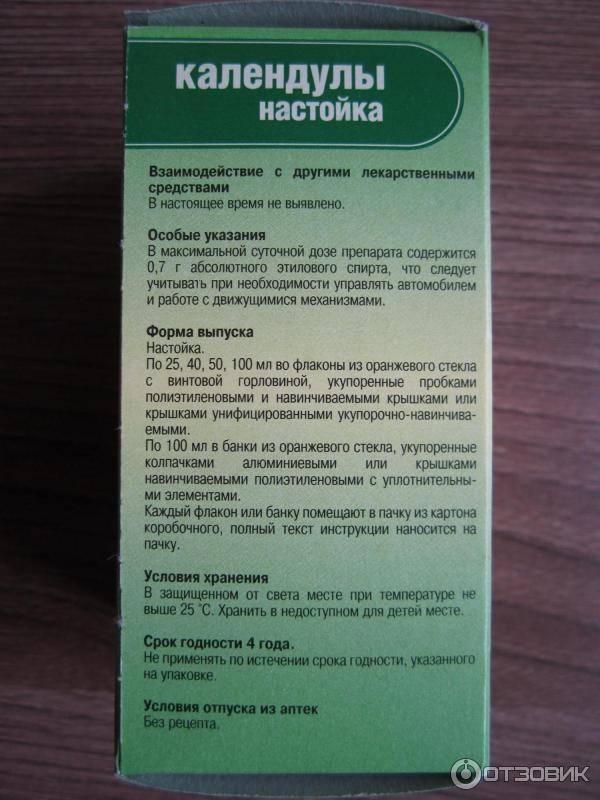 календулы
настойка
Взаимодействие с другими лекарственными
средствами
В настоящее время не выявлено.
Особые указания
В максимальной суточной дозе препарата содержится
0,7 г абсолютного этилового спирта, что следует
учитывать при необходимости управлять автомобилем
и работе с движущимися механизмами.
Форма выпуска
Настойка.
По 25, 40, 50, 100 мл во флаконы из оранжевого стекла
с винтовой горловиной, укупоренные пробками
полиэтиленовыми и навинчиваемыми крышками или
крышками унифицированными укупорочно-навинчива-
емыми.
По 100 мл в банки из оранжевого стекла, укупоренные
колпачками алюминиевыми или крышками
навинчиваемыми полиэтиленовыми с уплотнительны-
ми элементами.
Каждый флакон или банку помещают в пачку из картона
коробочного, полный текст инструкции наносится на
пачку.
Условия хранения
В защищенном от света месте при температуре не
выше 25 °С. Хранить в недоступном для детей месте.
Срок годности 4 года.
Не применять по истечении срока годности, указанного
на упаковке.
Условия отпуска из аптек
Без рецепта.
ОТЗОВИК